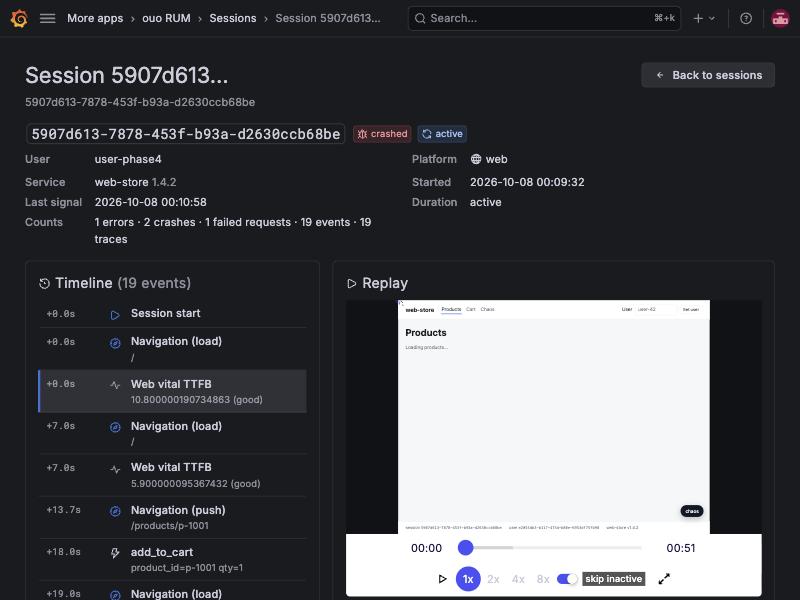 More apps › ouo RUM › Sessions › Session 5907d613...
Search... ⌘+k
Session 5907d613...
← Back to sessions
5907d613-7878-453f-b93a-d2630ccb68be
5907d613-7878-453f-b93a-d2630ccb68be crashed active
User user-phase4
Platform web
Service web-store 1.4.2
Started 2026-10-08 00:09:32
Last signal 2026-10-08 00:10:58
Duration active
Counts 1 errors · 2 crashes · 1 failed requests · 19 events · 19
traces
Timeline (19 events)
+0.0s Session start
+0.0s Navigation (load)
/
+0.0s Web vital TTFB
10.800000190734863 (good)
+7.0s Navigation (load)
/
+7.0s Web vital TTFB
5.900000095367432 (good)
+13.7s Navigation (push)
/products/p-1001
+18.0s add_to_cart
product_id=p-1001 qty=1
+19.0s Navigation (load)
Replay
web-store Products Cart Chaos User user-42 Set user
Products
Loading products...
chaos
00:00 00:51
1x 2x 4x 8x skip inactive